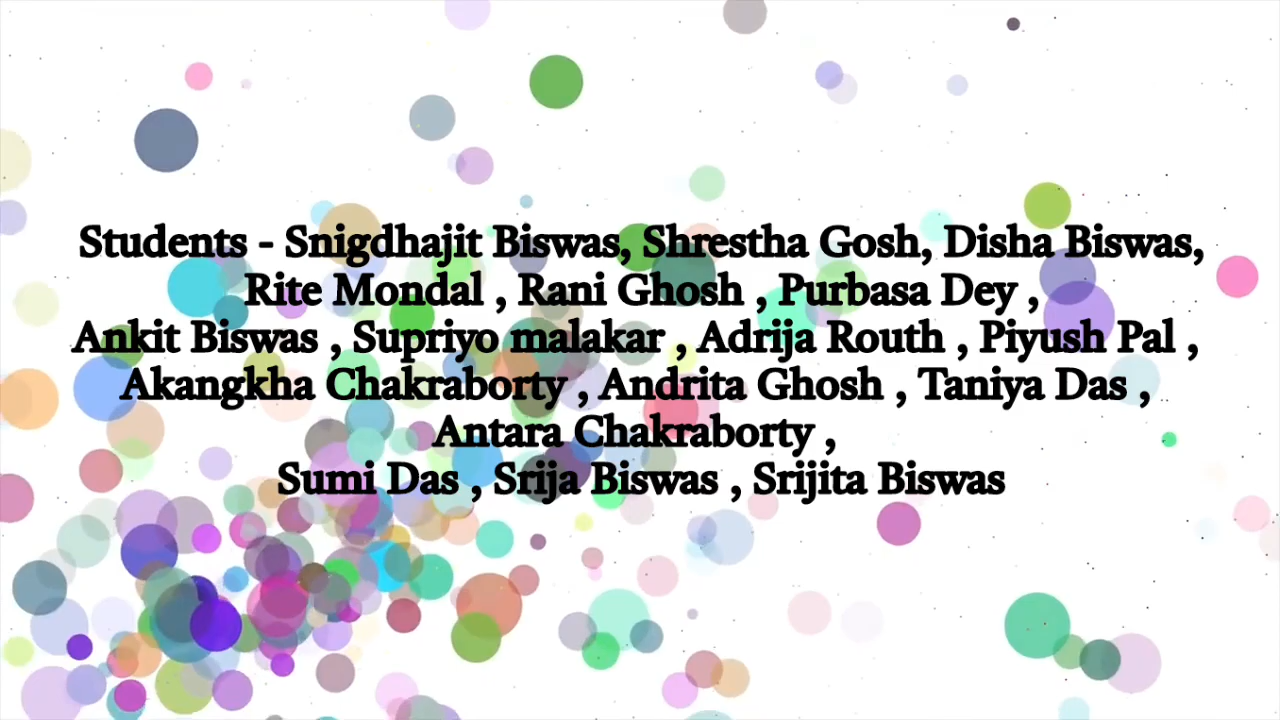 Students - Snigdhajit Biswas, Shrestha Gosh, Disha Biswas,
Rite Mondal , Rani Ghosh , Purbasa Dey ,
Ankit Biswas , Supriyo malakar , Adrija Routh , Piyush Pal ,
Akangkha Chakraborty , Andrita Ghosh , Taniya Das ,
Antara Chakraborty ,
Sumi Das , Srija Biswas , Srijita Biswas